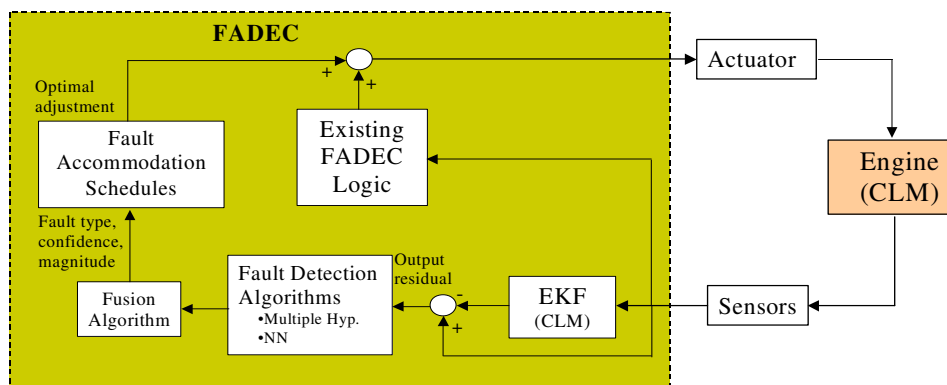 FADEC
Optimal
adjustment
+
+
Actuator
Fault
Accommodation
Schedules
Existing
FADEC
Logic
Engine
(CLM)
Fault type,
confidence,
magnitude
Output
residual
Fusion
Algorithm
Fault Detection
Algorithms
•Multiple Hyp.
•NN
-
+
EKF
(CLM)
Sensors